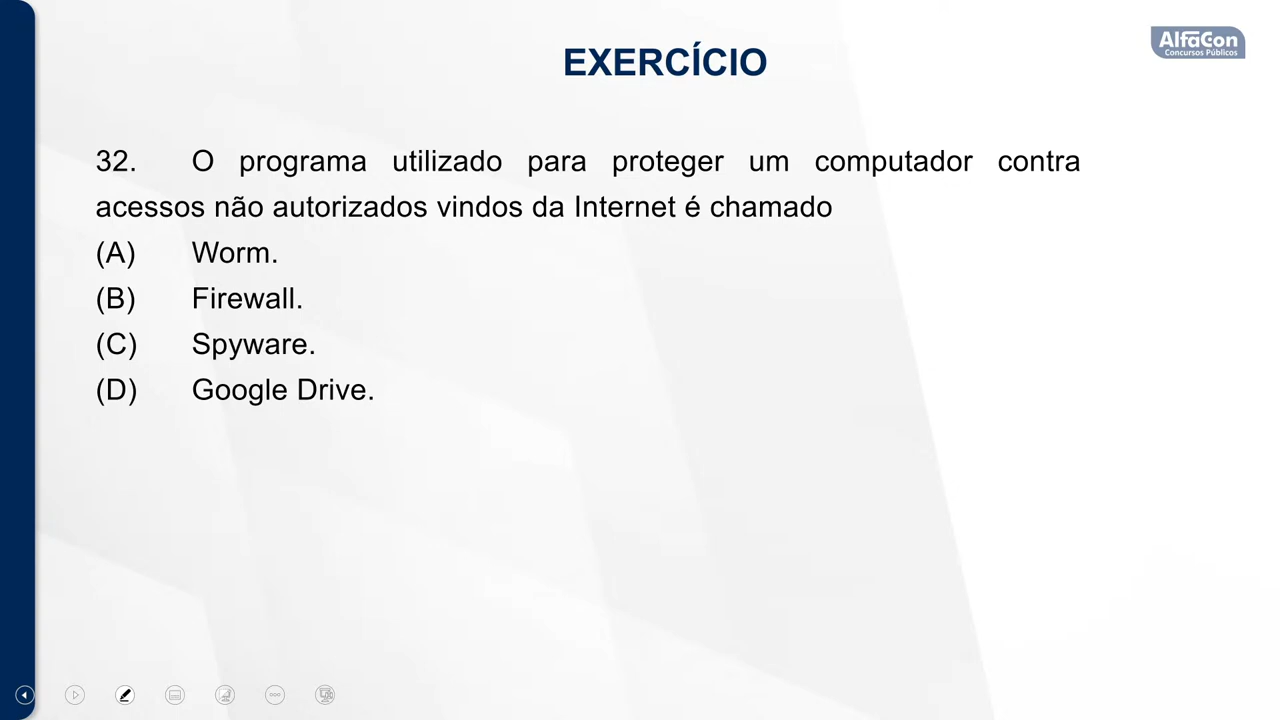 EXERCÍCIO
AlfaCon
Concursos Públicos
32. O programa utilizado para proteger um computador contra
acessos não autorizados vindos da Internet é chamado
(A) Worm.
(B) Firewall.
(C) Spyware.
(D) Google Drive.